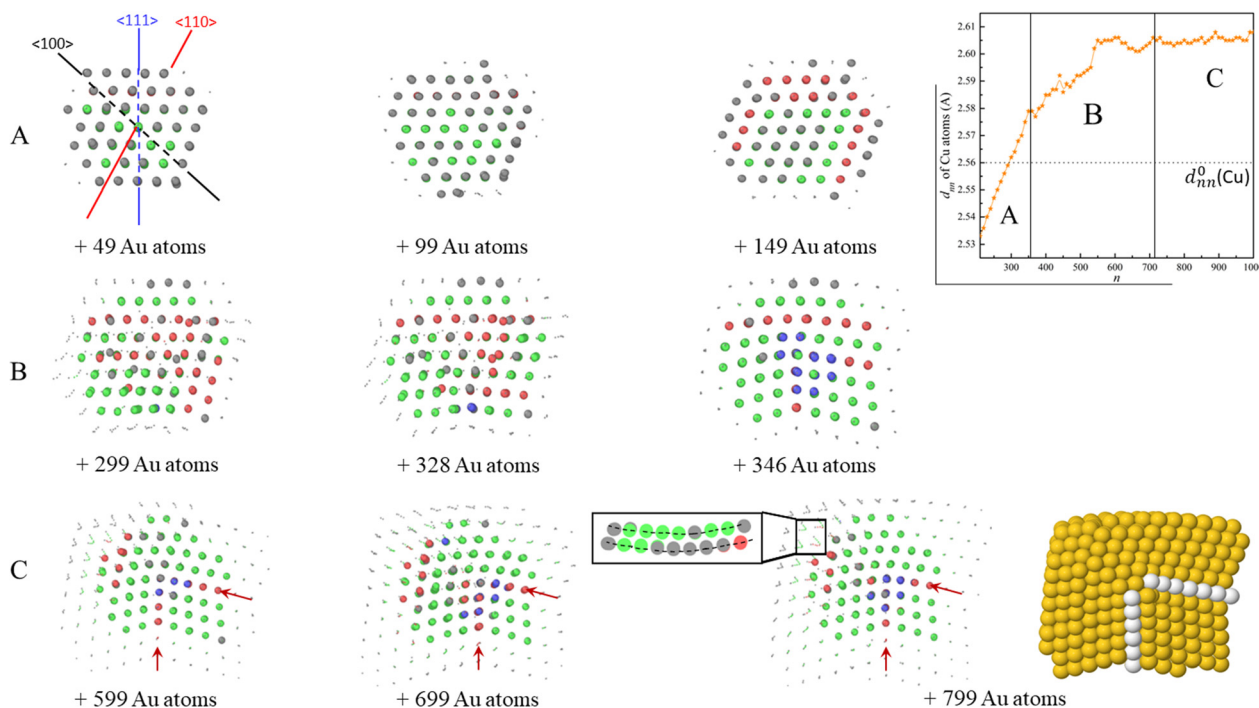 <111>
<110>
<100>
A
+ 49 Au atoms
+ 99 Au atoms
+ 149 Au atoms
2.61
2.60
2.59
2.58
2.57
2.56
2.55
2.54
2.53
d_nn of Cu atoms (A)
A
B
C
d⁰_nn(Cu)
300 400 500 600 700 800 900 100
n
B
+ 299 Au atoms
+ 328 Au atoms
+ 346 Au atoms
C
+ 599 Au atoms
+ 699 Au atoms
+ 799 Au atoms